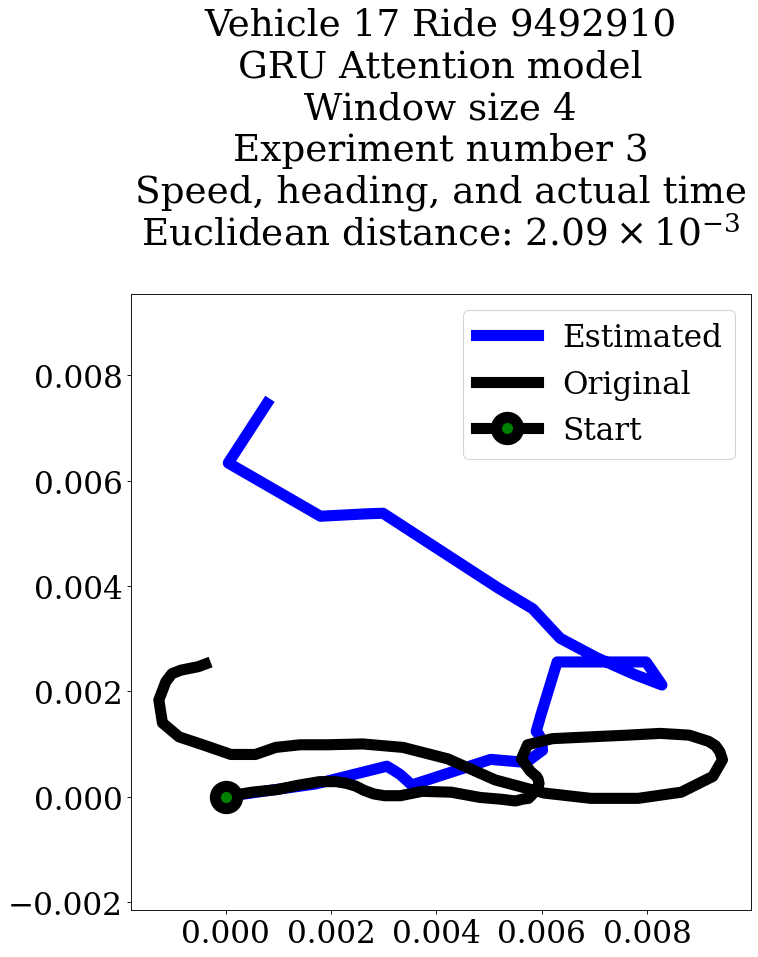 Vehicle 17 Ride 9492910
GRU Attention model
Window size 4
Experiment number 3
Speed, heading, and actual time
Euclidean distance: 2.09 × 10⁻³
Estimated
Original
Start
0.008
0.006
0.004
0.002
0.000
−0.002
0.000 0.002 0.004 0.006 0.008